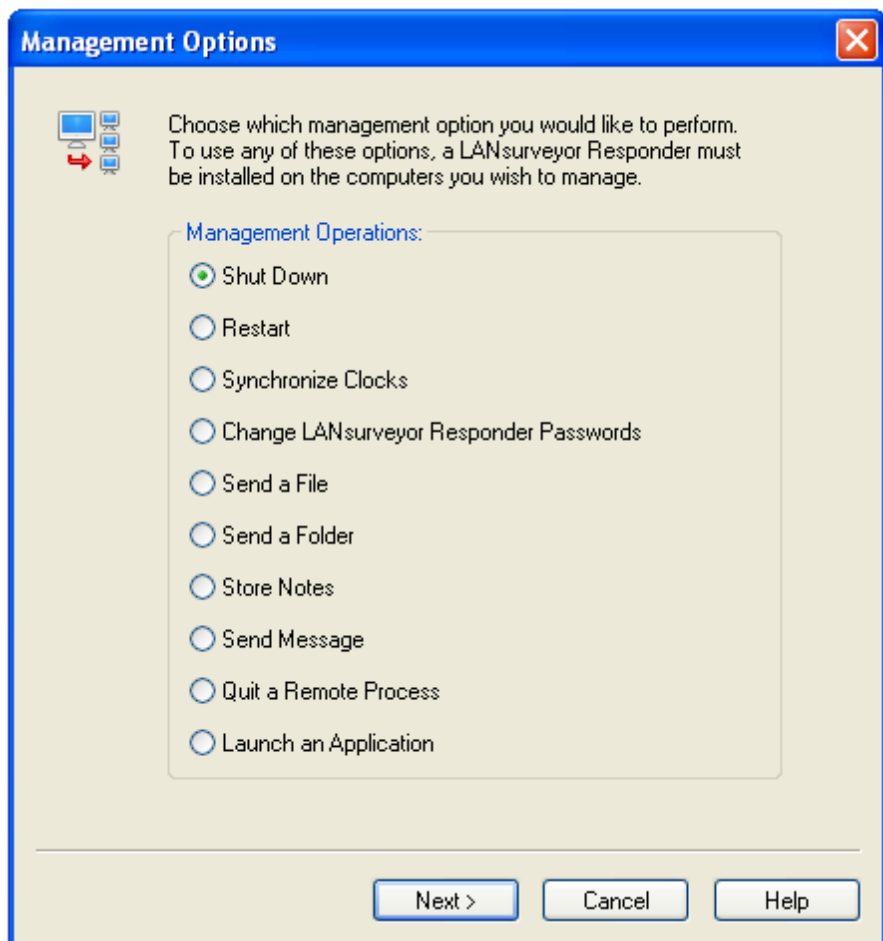 Management Options
Choose which management option you would like to perform.
To use any of these options, a LANsurveyor Responder must
be installed on the computers you wish to manage.
Management Operations:
Shut Down
Restart
Synchronize Clocks
Change LANsurveyor Responder Passwords
Send a File
Send a Folder
Store Notes
Send Message
Quit a Remote Process
Launch an Application
Next >
Cancel
Help